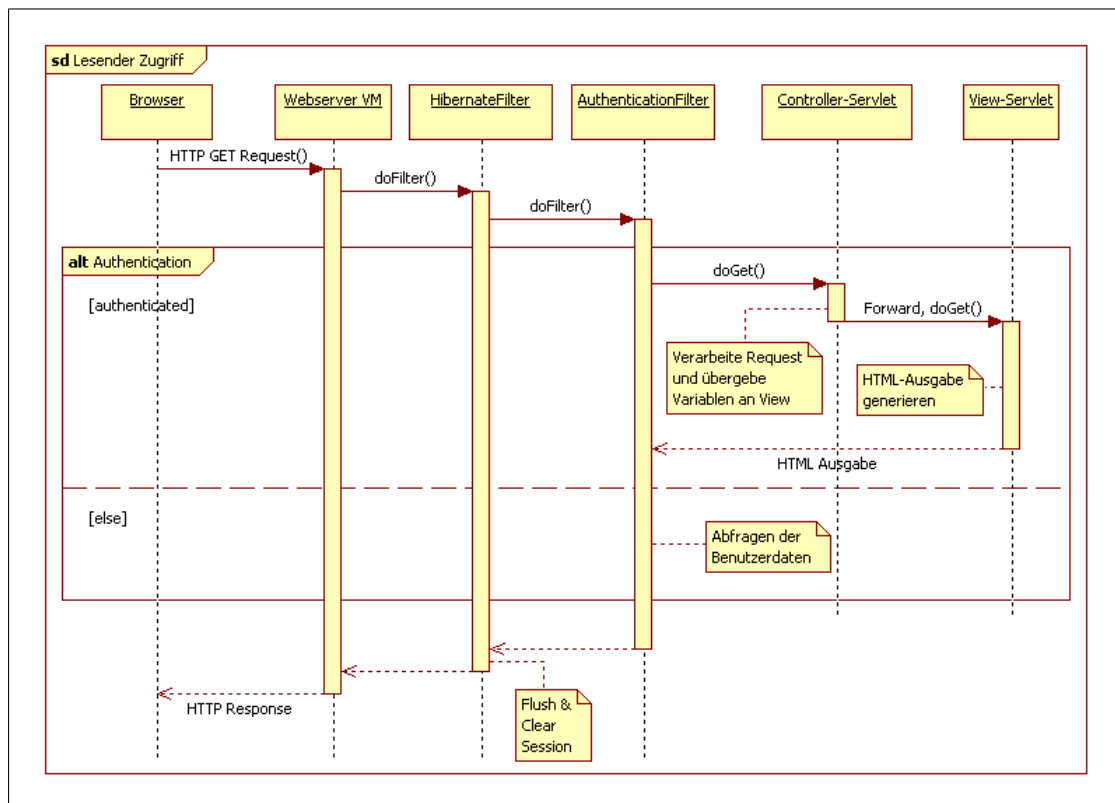 sd Lesender Zugriff
Browser
Webserver VM
HibernateFilter
AuthenticationFilter
Controller-Servlet
View-Servlet
HTTP GET Request()
doFilter()
doFilter()
alt Authentication
doGet()
[authenticated]
Forward, doGet()
Verarbeite Request
und übergebe
Variablen an View
HTML-Ausgabe
generieren
HTML Ausgabe
[else]
Abfragen der
Benutzerdaten
HTTP Response
Flush &
Clear
Session